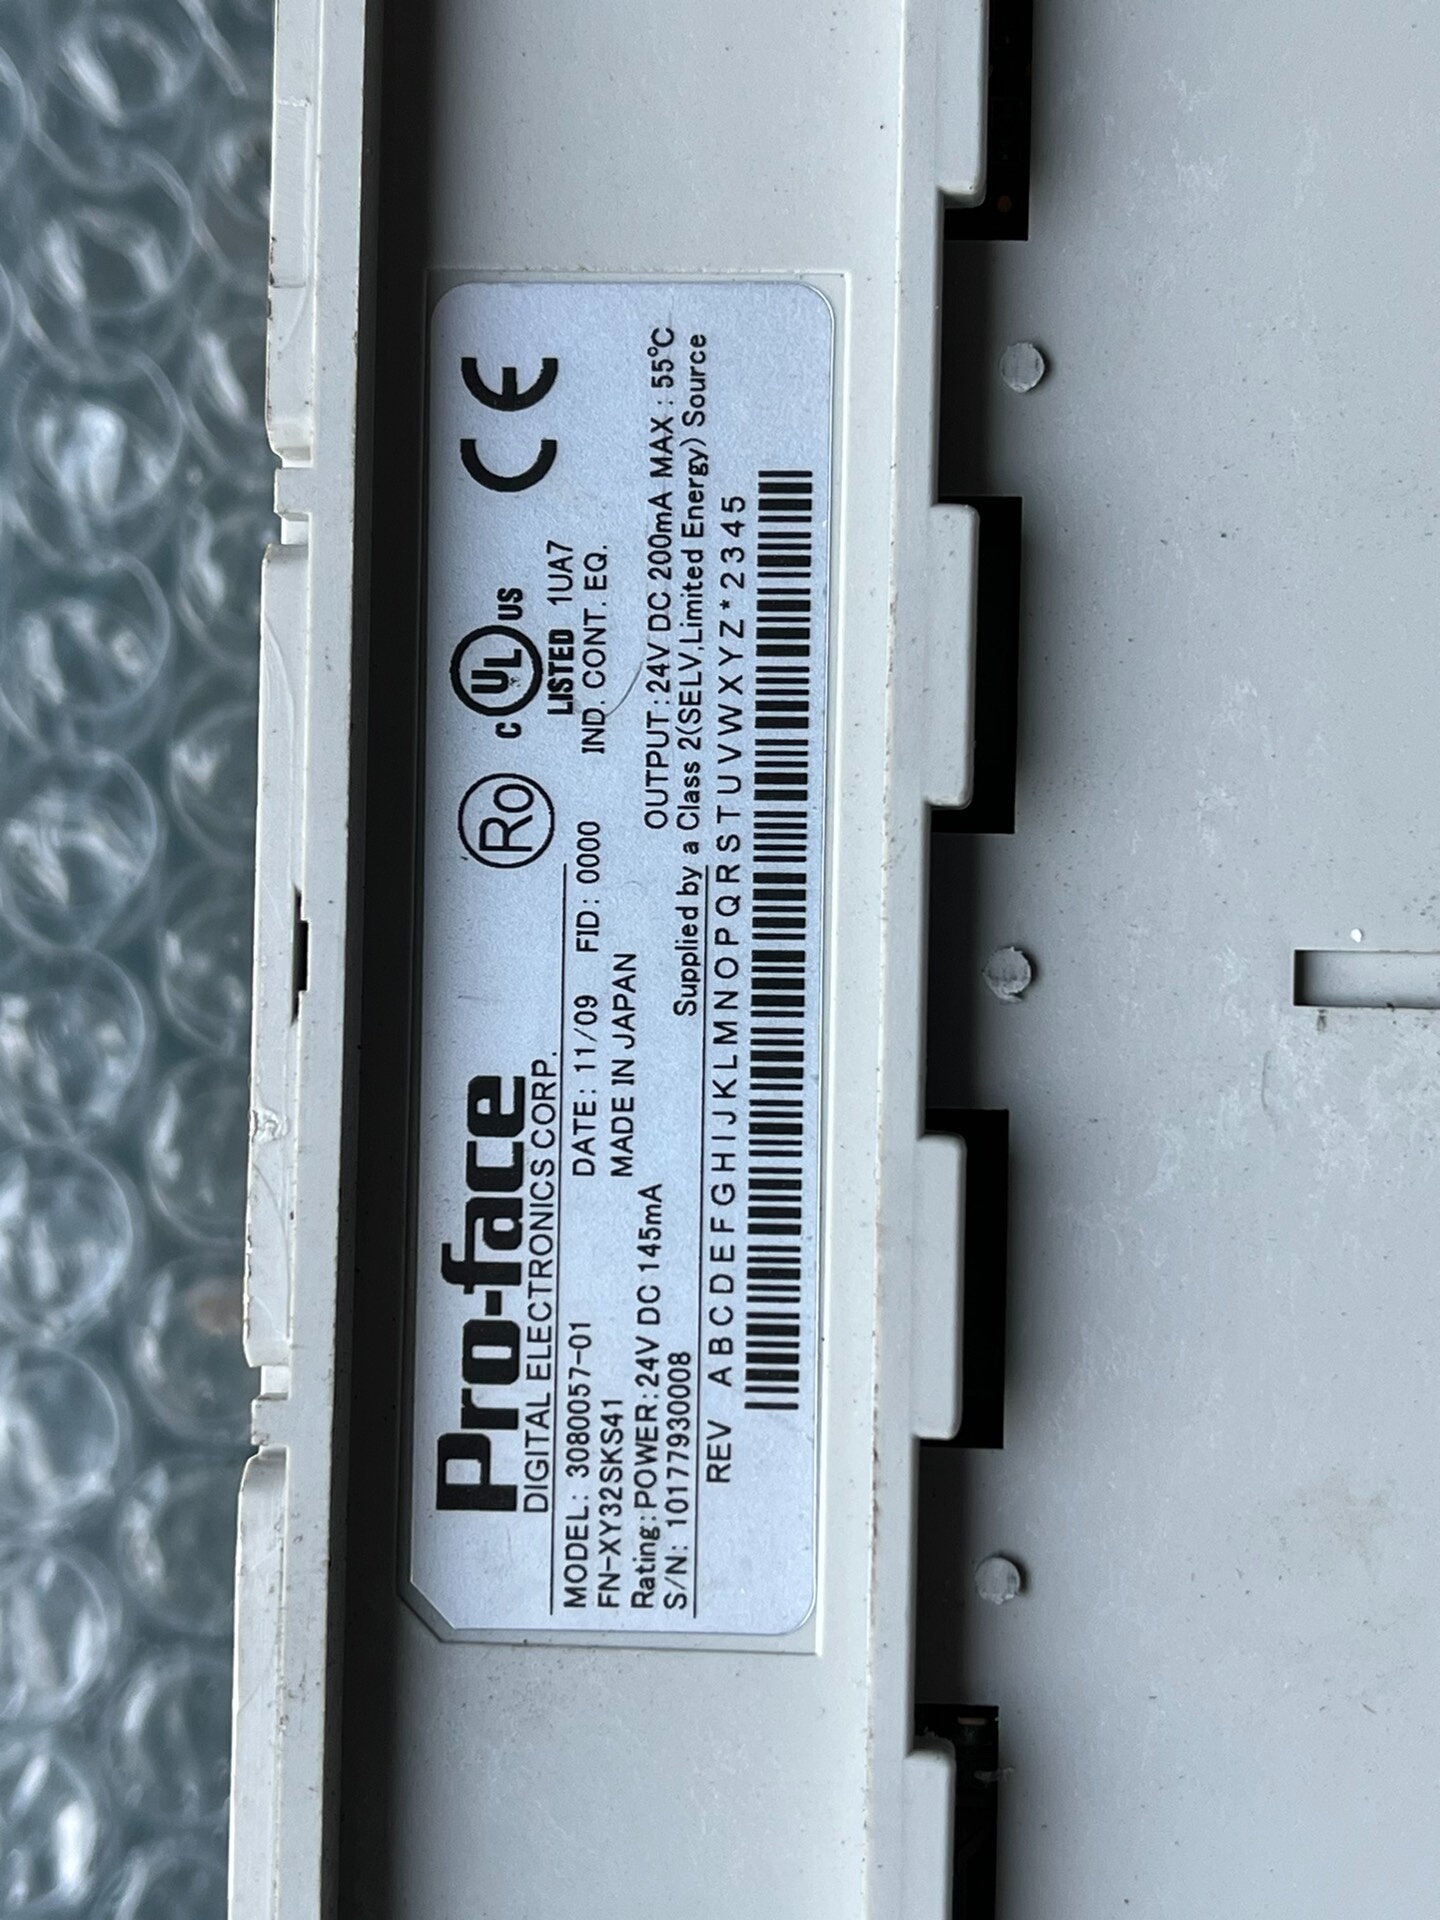 Pro-face
DIGITAL ELECTRONICS CORP.
Ro
C UL US
LISTED 1UA7
IND. CONT. EQ.
CE
MODEL: 3080057-01
DATE: 11/09 FID: 0000
FN-XY32SKS41
MADE IN JAPAN
Rating:POWER:24V DC 145mA
OUTPUT:24V DC 200mA MAX : 55°C
S/N: 10177930008
Supplied by a Class 2(SELV,Limited Energy) Source
REV A B C D E F G H I J K L M N O P Q R S T U V W X Y Z * 2 3 4 5